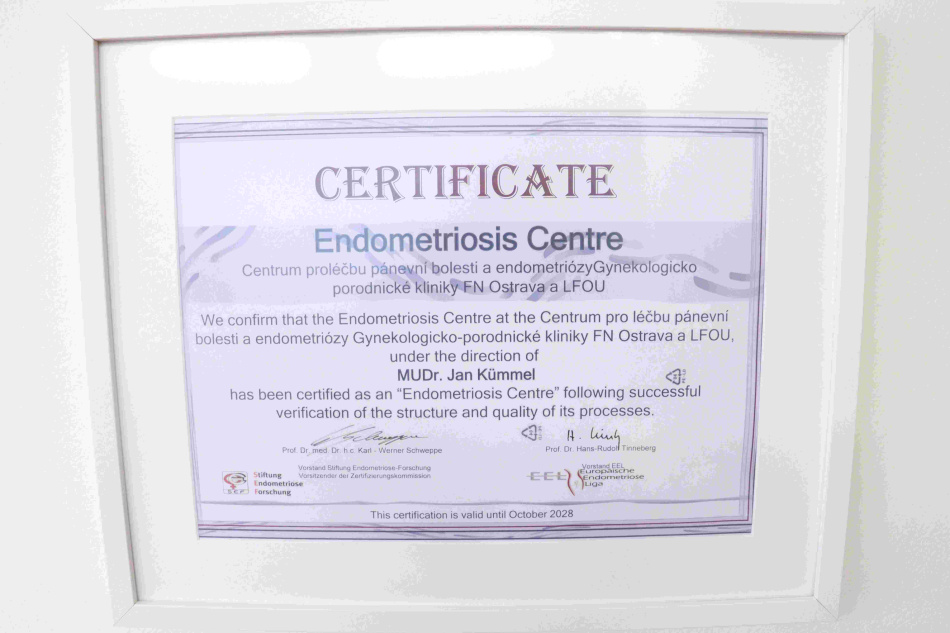 CERTIFICATE
Endometriosis Centre
Centrum proléčbu pánevní bolesti a endometriózyGynekologicko
porodnické kliniky FN Ostrava a LFOU
We confirm that the Endometriosis Centre at the Centrum pro léčbu pánevní
bolesti a endometriózy Gynekologicko-porodnické kliniky FN Ostrava a LFOU,
under the direction of
MUDr. Jan Kümmel
has been certified as an “Endometriosis Centre” following successful
verification of the structure and quality of its processes.
Prof. Dr. med. Dr. h.c. Karl - Werner Schweppe
Prof. Dr. Hans-Rudolf Tinneberg
Vorstand Stiftung Endometriose-Forschung
Vorsitzender der Zertifizierungskommission
Vorstand EEL
SEF
Stiftung
Endometriose
Forschung
EEL
Europäische
Endometriose
Liga
This certification is valid until October 2028